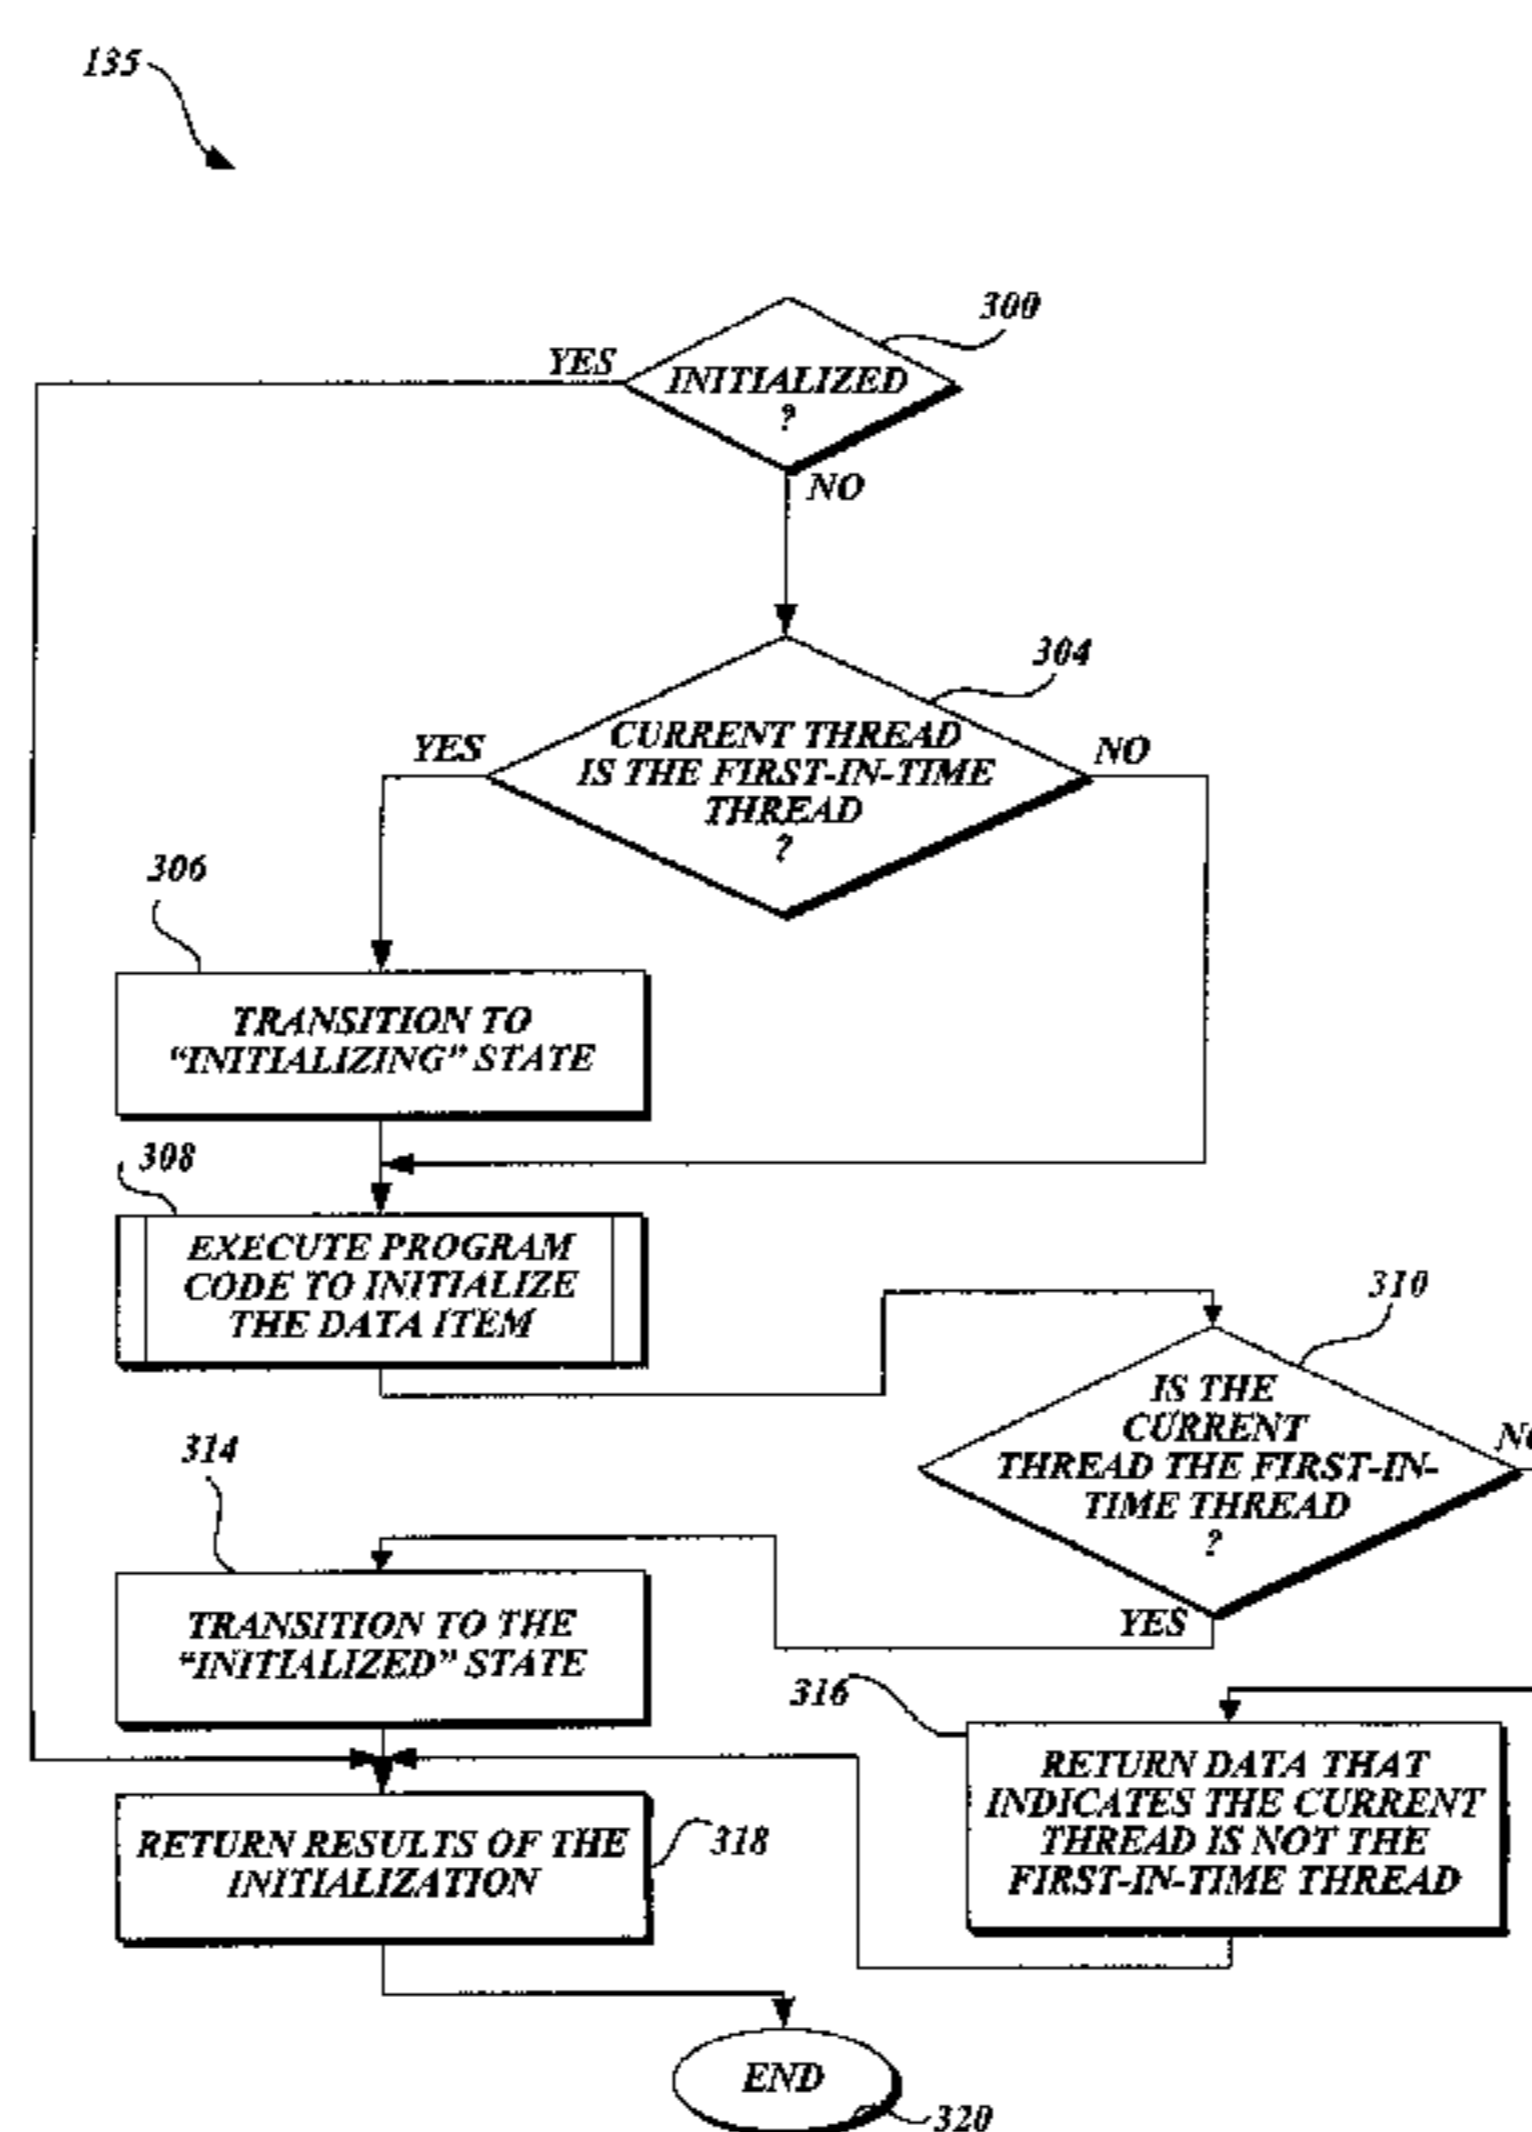 135
300
YES
INITIALIZED
?
NO
304
YES
CURRENT THREAD
IS THE FIRST-IN-TIME
THREAD
?
NO
306
TRANSITION TO
“INITIALIZING” STATE
308
EXECUTE PROGRAM
CODE TO INITIALIZE
THE DATA ITEM
310
IS THE
CURRENT
THREAD THE FIRST-IN-
TIME THREAD
?
NO
YES
314
TRANSITION TO THE
“INITIALIZED” STATE
316
RETURN DATA THAT
INDICATES THE CURRENT
THREAD IS NOT THE
FIRST-IN-TIME THREAD
RETURN RESULTS OF THE
INITIALIZATION
318
END
320